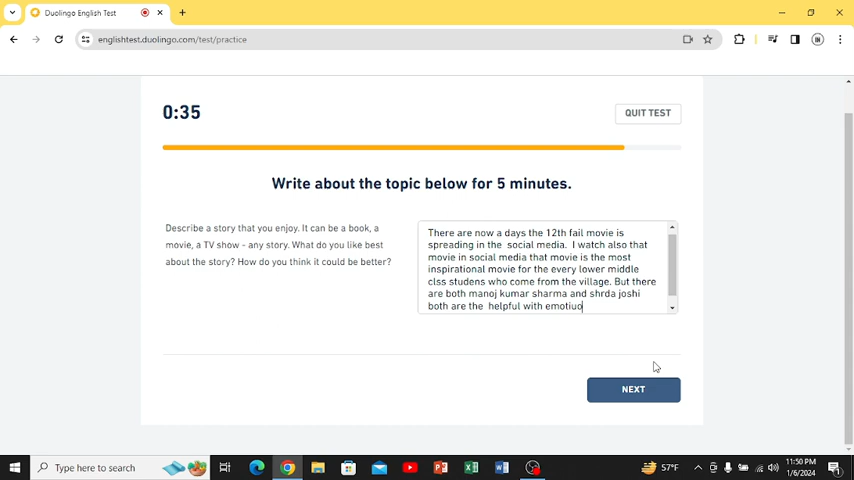 Duolingo English Test
englishtest.duolingo.com/test/practice
0:35
QUIT TEST
Write about the topic below for 5 minutes.
Describe a story that you enjoy. It can be a book, a
movie, a TV show - any story. What do you like best
about the story? How do you think it could be better?
There are now a days the 12th fail movie is
spreading in the  social media.  I watch also that
movie in social media that movie is the most
inspirational movie for the every lower middle
clss studens who come from the village. But there
are both manoj kumar sharma and shrda joshi
both are the  helpful with emotiuo
NEXT
Type here to search
57°F
11:50 PM
1/6/2024